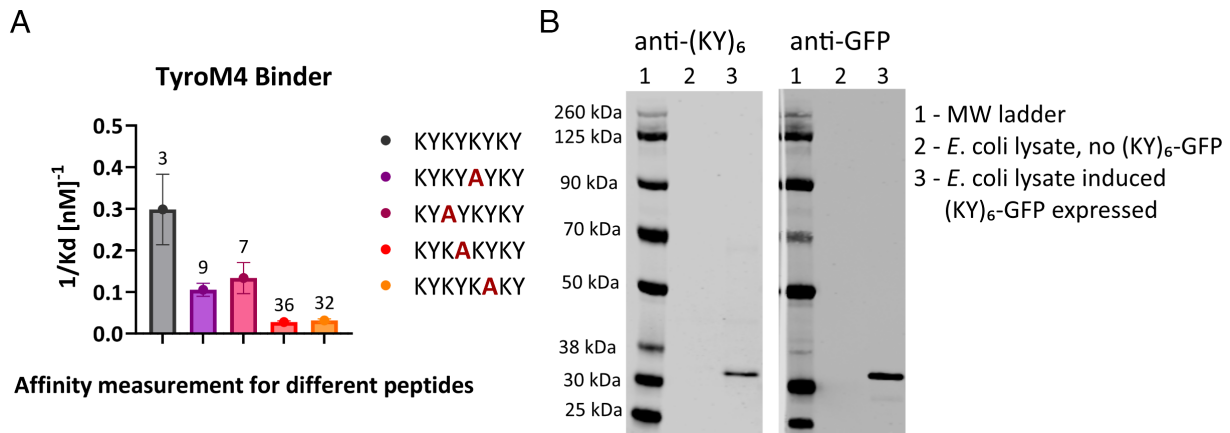 A
TyroM4 Binder
1/Kd [nM]⁻¹
0.5
0.4
0.3
0.2
0.1
0.0
3
9
7
36
32
KYKYKYKY
KYKYAYKY
KYAYKYKY
KYKAKYKY
KYKYKAKY
Affinity measurement for different peptides
B
anti-(KY)₆
anti-GFP
1 2 3
1 2 3
260 kDa
125 kDa
90 kDa
70 kDa
50 kDa
38 kDa
30 kDa
25 kDa
1 - MW ladder
2 - E. coli lysate, no (KY)₆-GFP
3 - E. coli lysate induced
(KY)₆-GFP expressed